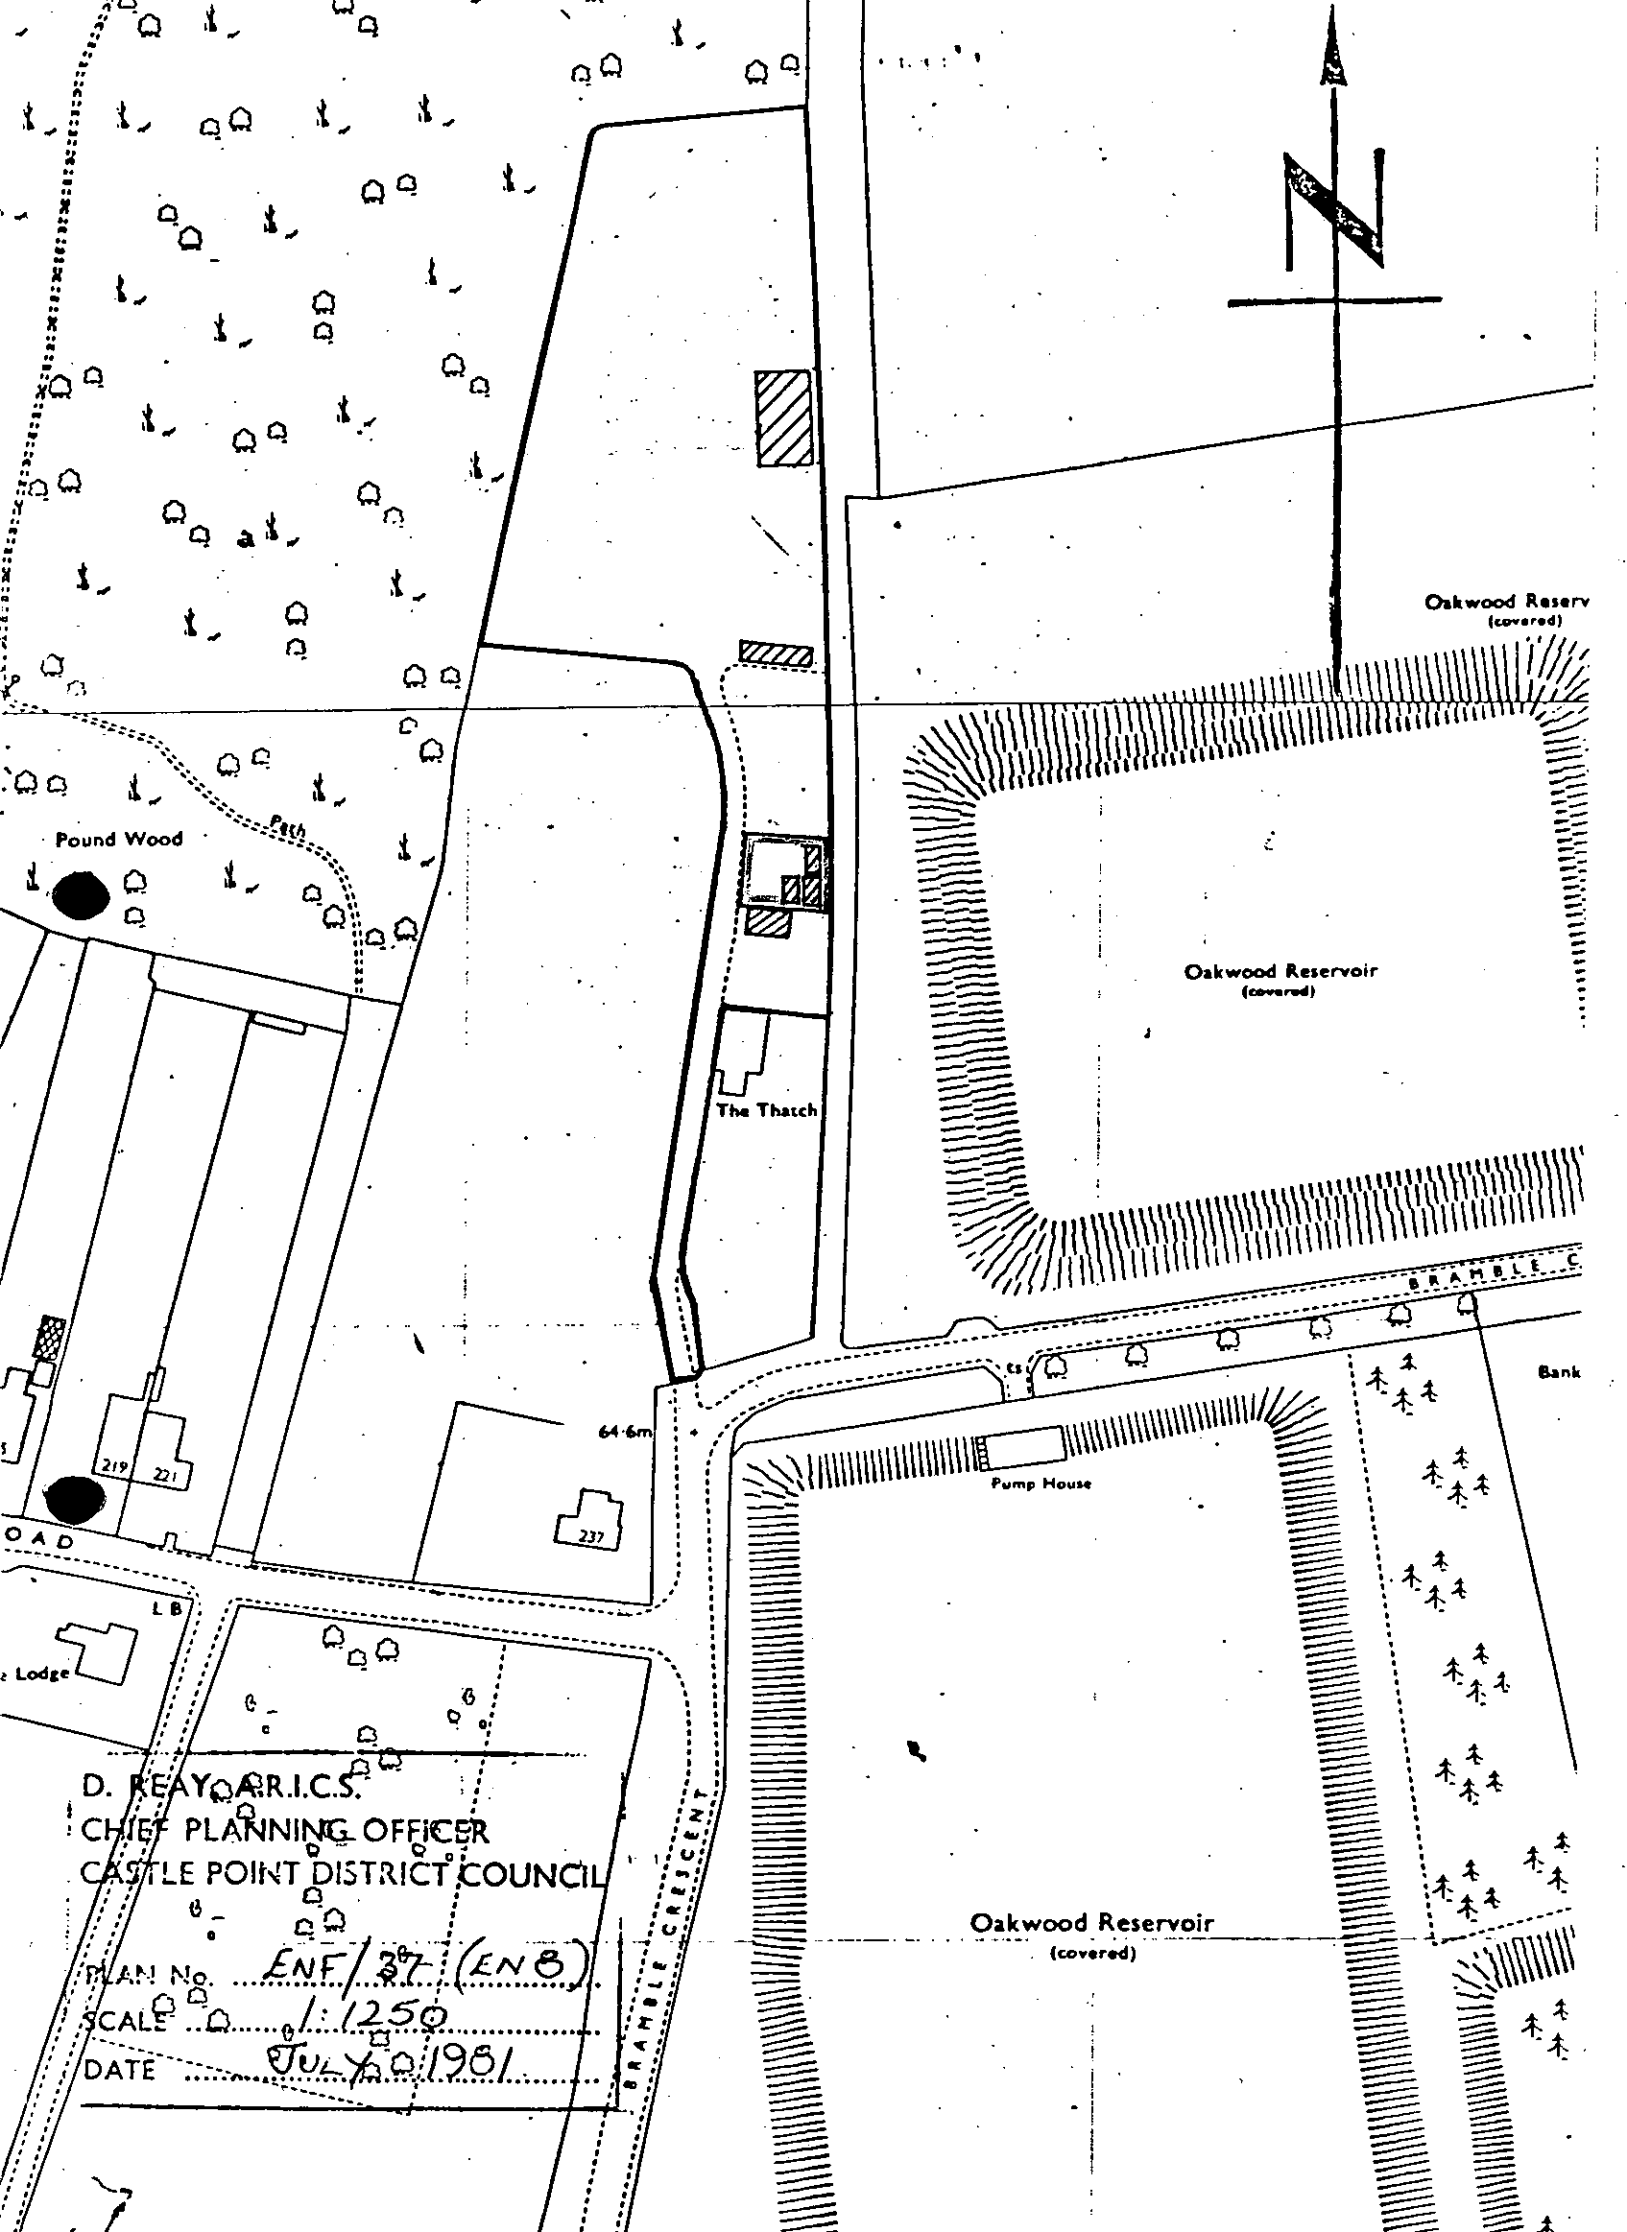 N
Oakwood Reserv
(covered)
a
Path
Pound Wood
Oakwood Reservoir
(covered)
The Thatch
BRAMBLE C
Bank
64·6m
Pump House
219
221
237
OAD
LB
Lodge
D. REAY, A.R.I.C.S.
CHIEF PLANNING OFFICER
CASTLE POINT DISTRICT COUNCIL
PLAN No. ENF/37 (EN8)
SCALE 1:1250
DATE JULY 1981.
BRAMBLE CRESCENT
Oakwood Reservoir
(covered)